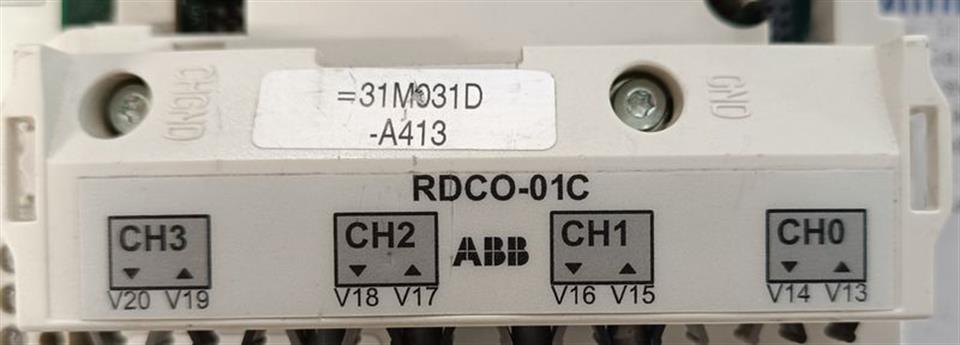 =31M031D
-A413
CHGND
GND
RDCO-01C
CH3
CH2
ABB
CH1
CH0
V20 V19
V18 V17
V16 V15
V14 V13